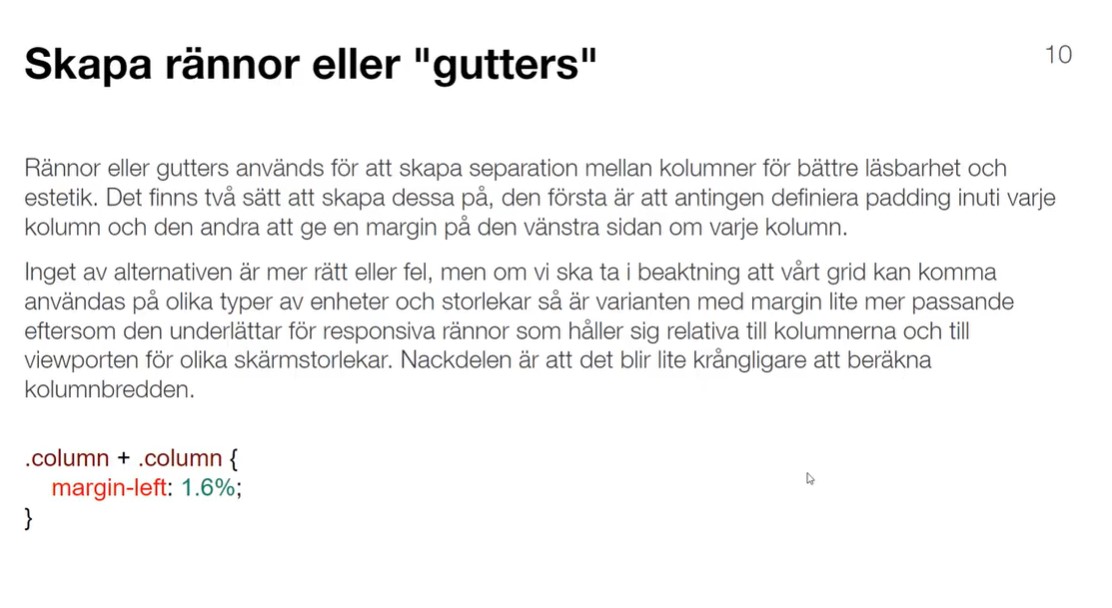 Skapa rännor eller "gutters"
10
Rännor eller gutters används för att skapa separation mellan kolumner för bättre läsbarhet och
estetik. Det finns två sätt att skapa dessa på, den första är att antingen definiera padding inuti varje
kolumn och den andra att ge en margin på den vänstra sidan om varje kolumn.
Inget av alternativen är mer rätt eller fel, men om vi ska ta i beaktning att vårt grid kan komma
användas på olika typer av enheter och storlekar så är varianten med margin lite mer passande
eftersom den underlättar för responsiva rännor som håller sig relativa till kolumnerna och till
viewporten för olika skärmstorlekar. Nackdelen är att det blir lite krångligare att beräkna
kolumnbredden.
.column + .column {
margin-left: 1.6%;
}